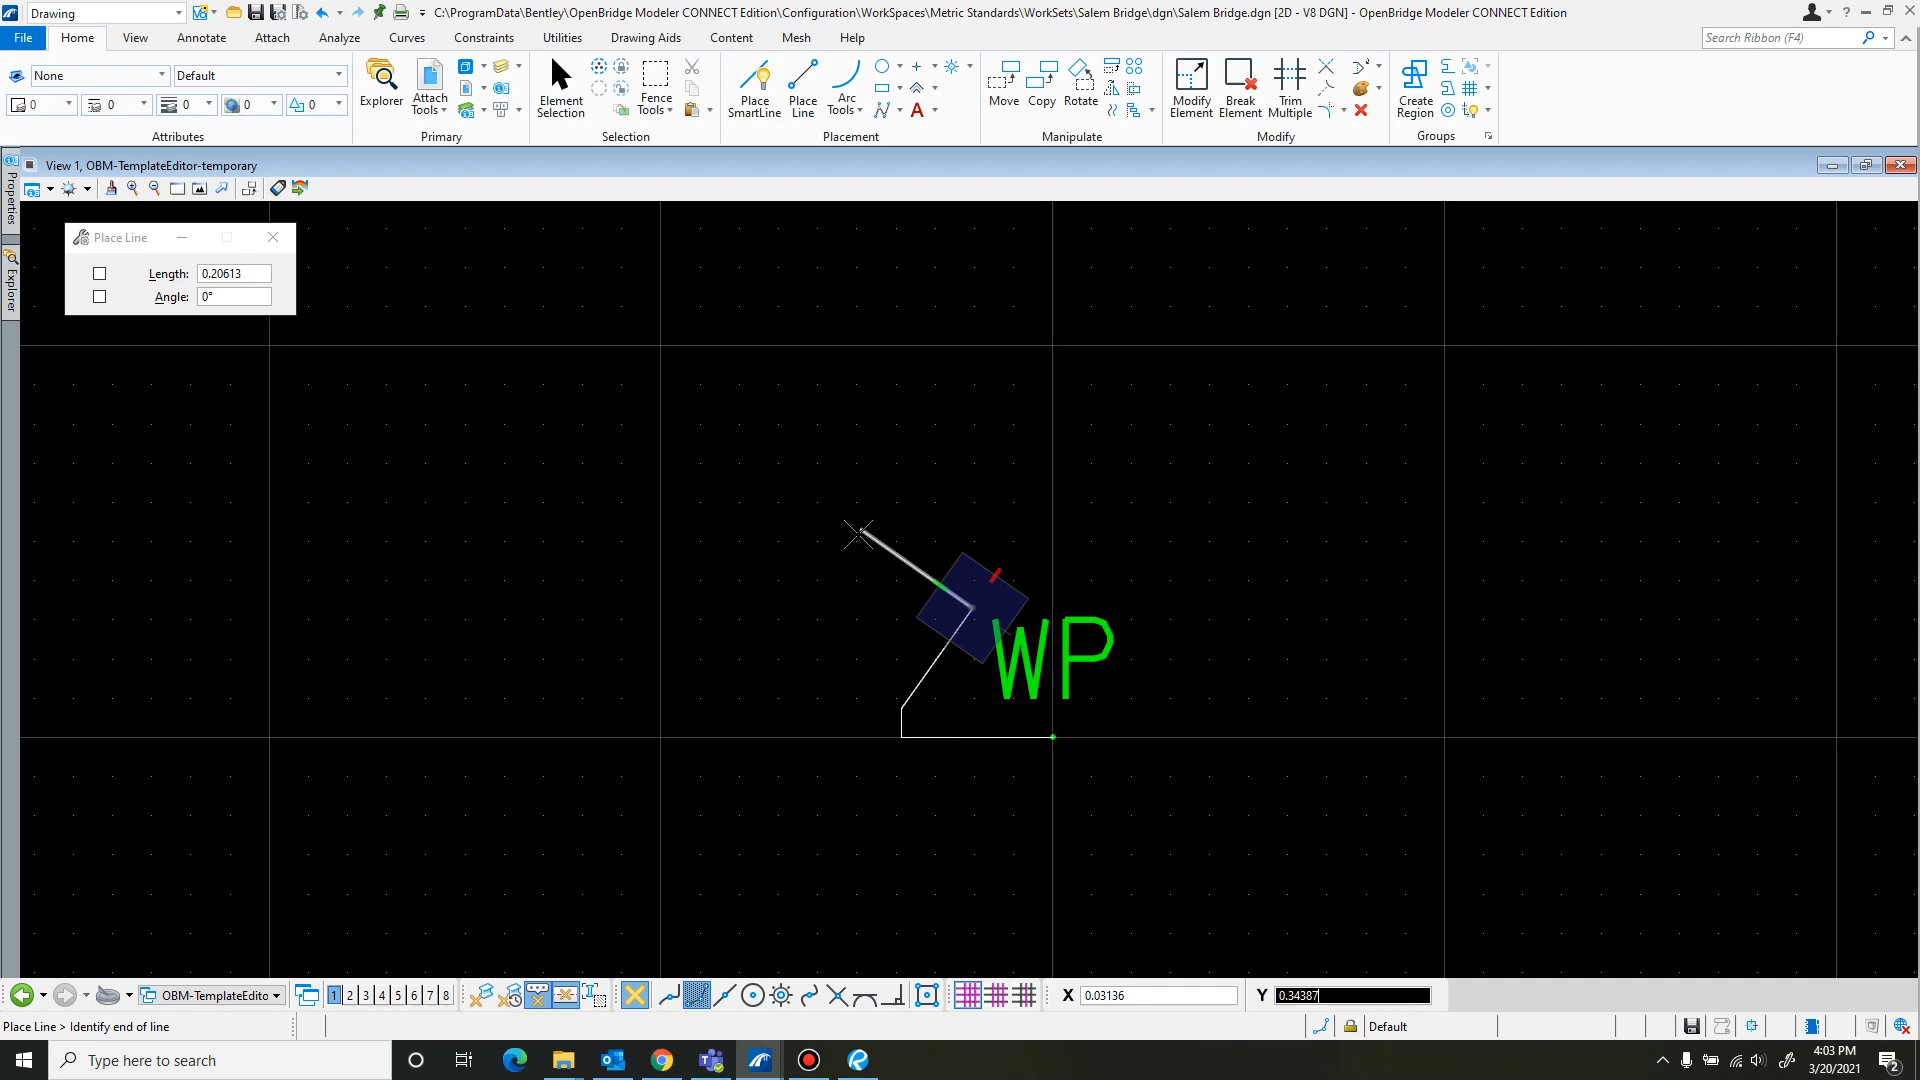 Drawing
C:\ProgramData\Bentley\OpenBridge Modeler CONNECT Edition\Configuration\WorkSpaces\Metric Standards\WorkSets\Salem Bridge\dgn\Salem Bridge.dgn [2D - V8 DGN] - OpenBridge Modeler CONNECT Edition
File Home View Annotate Attach Analyze Curves Constraints Utilities Drawing Aids Content Mesh Help
Search Ribbon (F4)
None Default
0 0 0 0 0
Attributes
Explorer
Attach Tools
Primary
Element Selection
Fence Tools
Selection
Place SmartLine
Place Line
Arc Tools
Placement
Move Copy Rotate
Manipulate
Modify Element
Break Element
Trim Multiple
Modify
Create Region
Groups
View 1, OBM-TemplateEditor-temporary
Properties
Explorer
Place Line
Length: 0.20613
Angle: 0°
WP
OBM-TemplateEdito
1 2 3 4 5 6 7 8
X 0.03136
Y 0.34387
Place Line > Identify end of line
Default
Type here to search
4:03 PM
3/20/2021
2